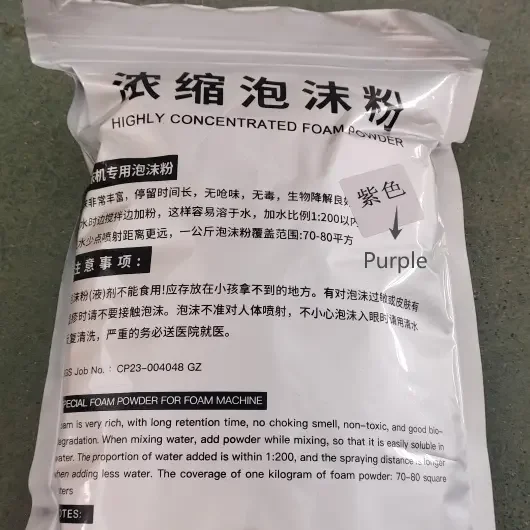 浓缩泡沫粉
HIGHLY CONCENTRATED FOAM POWDER
机专用泡沫粉
非常丰富，停留时间长，无呛味，无毒，生物降解良
水时边搅拌边加粉，这样容易溶于水，加水比例1:200以内
水少点喷射距离更远，一公斤泡沫粉覆盖范围:70-80平方
紫色
Purple
注意事项：
沫粉(液)剂不能食用!应存放在小孩拿不到的地方。有对泡沫过敏或皮肤有
时请不要接触泡沫。泡沫不准对人体喷射，不小心泡沫入眼时请用清水
复清洗，严重的务必送医院就医。
GS Job No.：CP23-004048 GZ
SPECIAL FOAM POWDER FOR FOAM MACHINE
is very rich, with long retention time, no choking smell, non-toxic, and good bio-
degradation. When mixing water, add powder while mixing, so that it is easily soluble in
water. The proportion of water added is within 1:200, and the spraying distance is longer
when adding less water. The coverage of one kilogram of foam powder: 70-80 square
ters
NOTES: